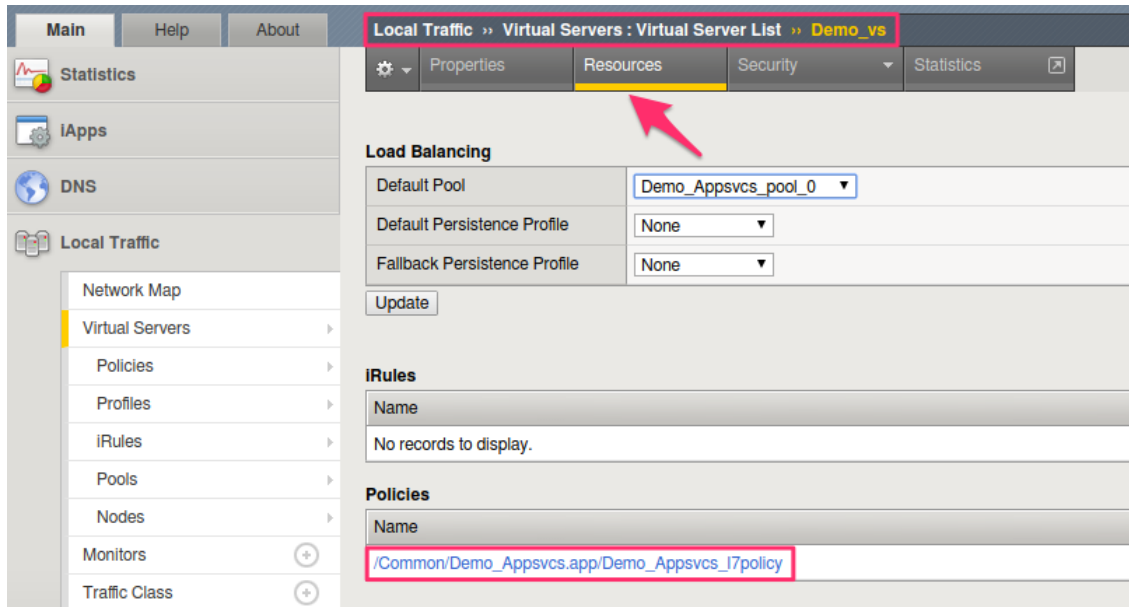 Main Help About
Local Traffic ›› Virtual Servers : Virtual Server List ›› Demo_vs
Properties Resources Security Statistics
Statistics
iApps
DNS
Local Traffic
Network Map
Virtual Servers
Policies
Profiles
iRules
Pools
Nodes
Monitors
Traffic Class
Load Balancing
Default Pool Demo_Appsvcs_pool_0
Default Persistence Profile None
Fallback Persistence Profile None
Update
iRules
Name
No records to display.
Policies
Name
/Common/Demo_Appsvcs.app/Demo_Appsvcs_l7policy